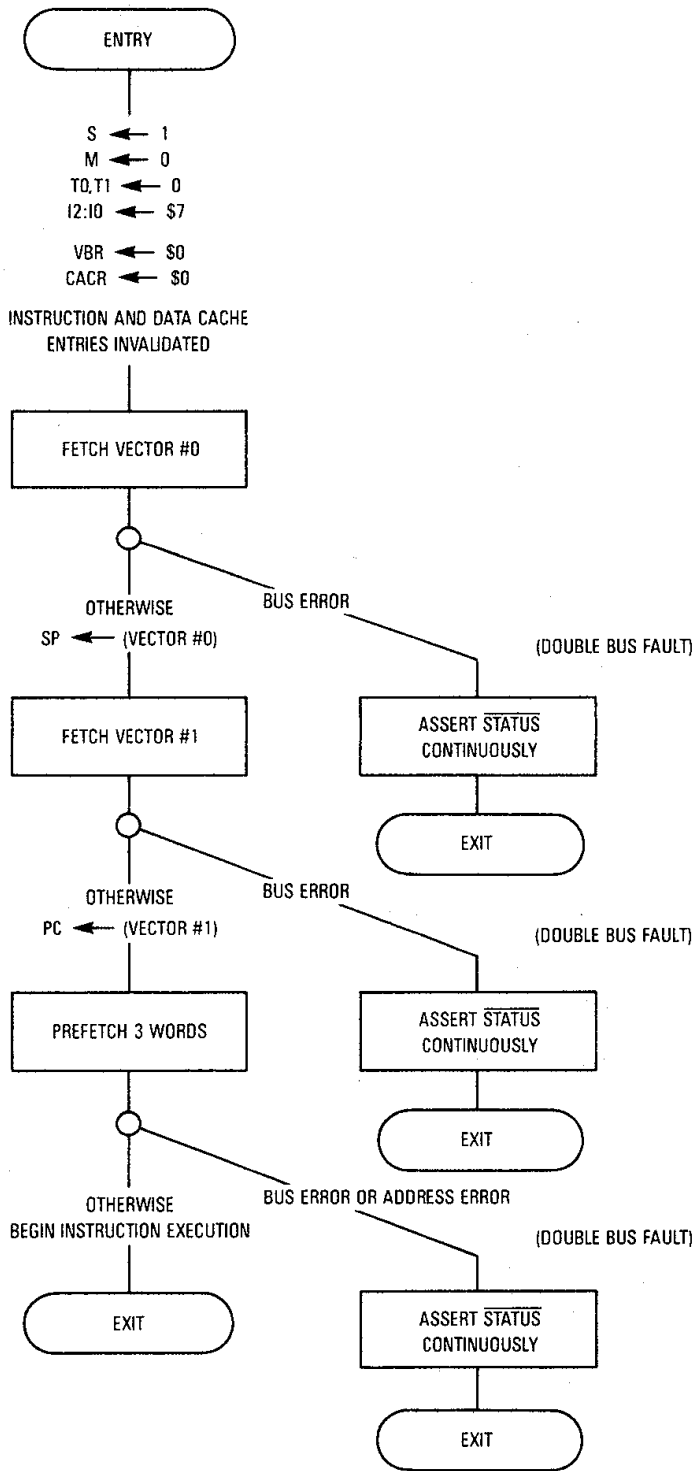 ENTRY
S ← 1
M ← 0
T0,T1 ← 0
I2:I0 ← $7
VBR ← $0
CACR ← $0
INSTRUCTION AND DATA CACHE
ENTRIES INVALIDATED
FETCH VECTOR #0
BUS ERROR
OTHERWISE
SP ← (VECTOR #0)
(DOUBLE BUS FAULT)
FETCH VECTOR #1
ASSERT STATUS
CONTINUOUSLY
EXIT
BUS ERROR
OTHERWISE
PC ← (VECTOR #1)
(DOUBLE BUS FAULT)
PREFETCH 3 WORDS
ASSERT STATUS
CONTINUOUSLY
EXIT
BUS ERROR OR ADDRESS ERROR
OTHERWISE
BEGIN INSTRUCTION EXECUTION
(DOUBLE BUS FAULT)
EXIT
ASSERT STATUS
CONTINUOUSLY
EXIT